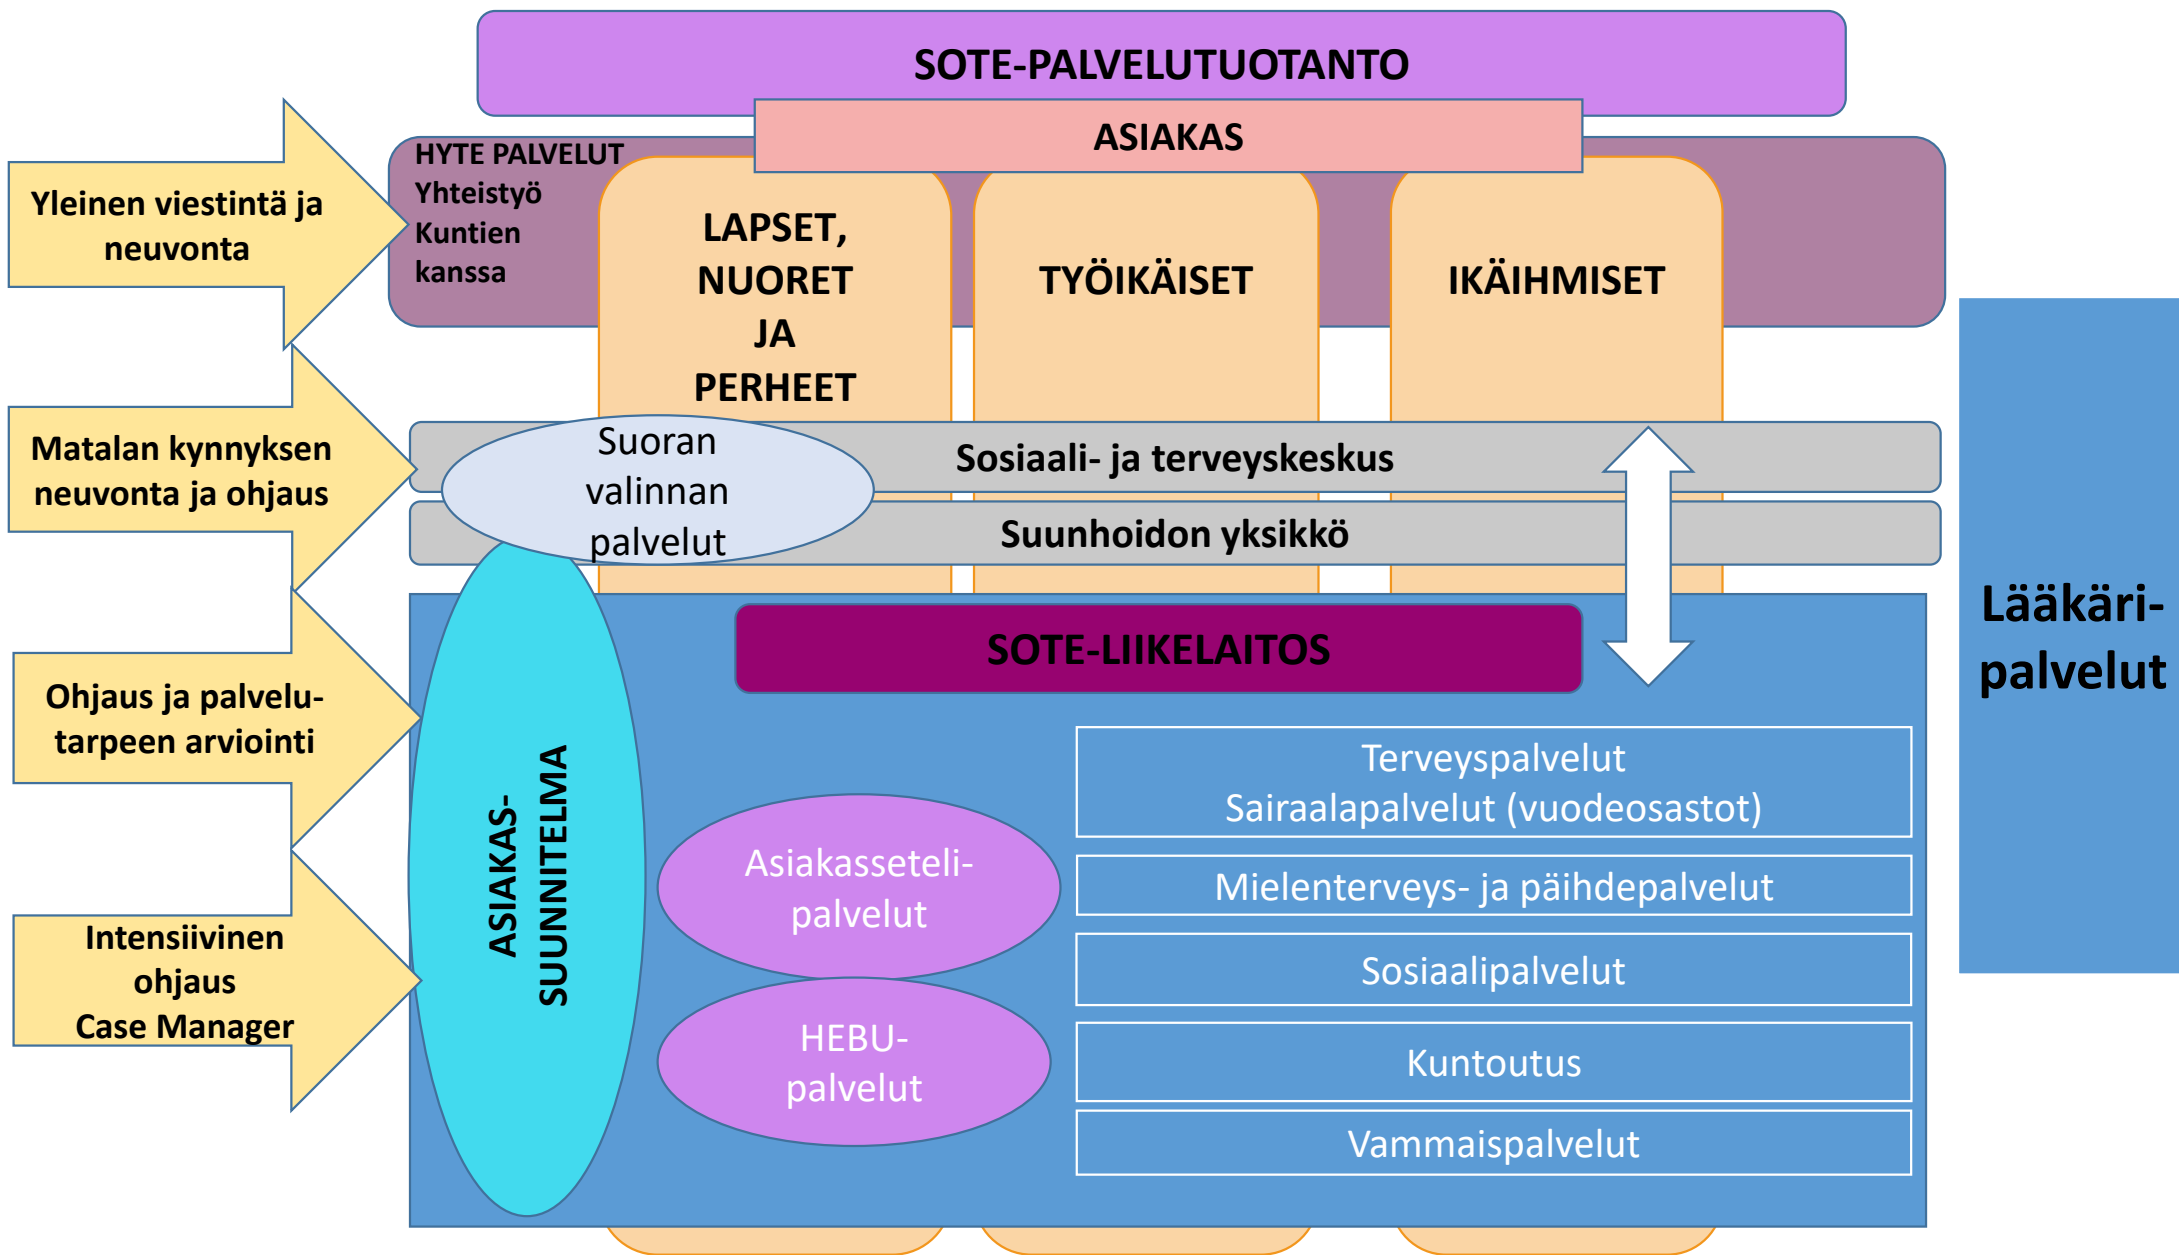 SOTE-PALVELUTUOTANTO
ASIAKAS
HYTE PALVELUT
Yhteistyö
Kuntien
kanssa
LAPSET,
NUORET
JA
PERHEET
TYÖIKÄISET
IKÄIHMISET
Yleinen viestintä ja
neuvonta
Matalan kynnyksen
neuvonta ja ohjaus
Ohjaus ja palvelu-
tarpeen arviointi
Intensiivinen
ohjaus
Case Manager
Suoran
valinnan
palvelut
Sosiaali- ja terveyskeskus
Suunhoidon yksikkö
SOTE-LIIKELAITOS
ASIAKAS-
SUUNNITELMA
Asiakasseteli-
palvelut
HEBU-
palvelut
Terveyspalvelut
Sairaalapalvelut (vuodeosastot)
Mielenterveys- ja päihdepalvelut
Sosiaalipalvelut
Kuntoutus
Vammaispalvelut
Lääkäri-
palvelut